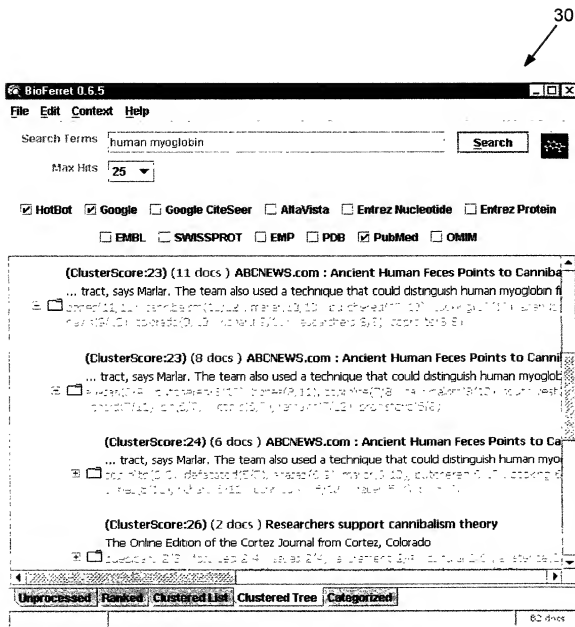 30
BioFerret 0.6.5
File Edit Context Help
Search Terms human myoglobin Search
Max Hits 25
HotBot Google Google CiteSeer AltaVista Entrez Nucleotide Entrez Protein
EMBL SWISSPROT EMP PDB PubMed OMIM
(ClusterScore:23) (11 docs ) ABCNEWS.com : Ancient Human Feces Points to Canniba
... tract, says Marlar. The team also used a technique that could distinguish human myoglobin fi
(ClusterScore:23) (8 docs ) ABCNEWS.com : Ancient Human Feces Points to Canni
... tract, says Marlar. The team also used a technique that could distinguish human myoglob
(ClusterScore:24) (6 docs ) ABCNEWS.com : Ancient Human Feces Points to Ca
... tract, says Marlar. The team also used a technique that could distinguish human myo
(ClusterScore:26) (2 docs ) Researchers support cannibalism theory
The Online Edition of the Cortez Journal from Cortez, Colorado
Unprocessed Ranked Clustered List Clustered Tree Categorized
62 docs